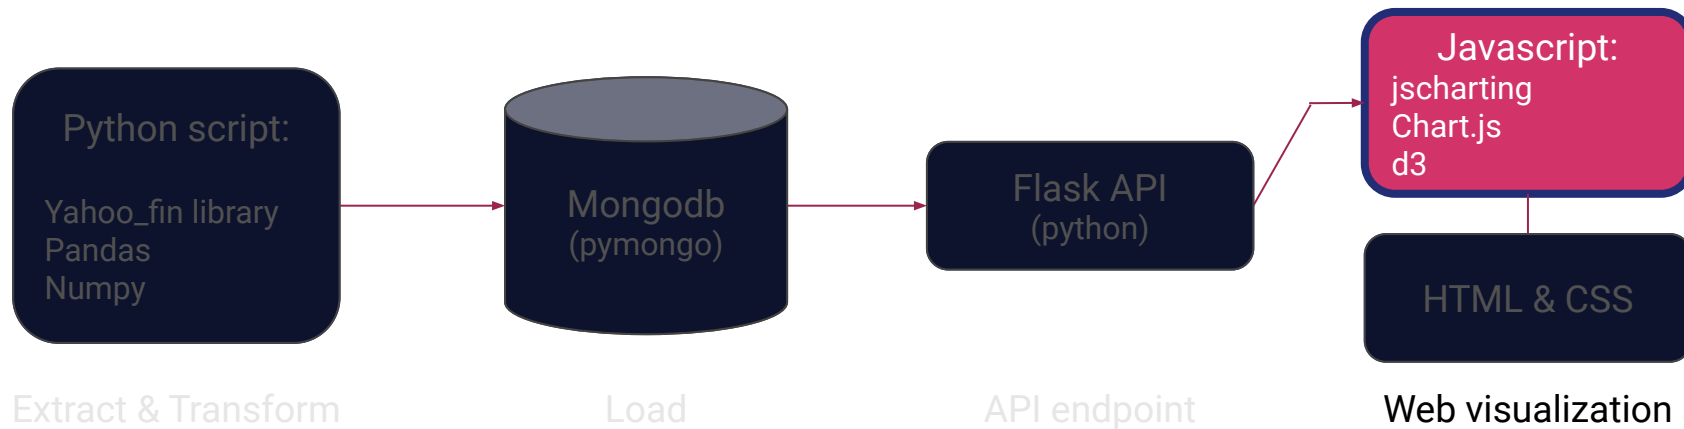 Python script:
Yahoo_fin library
Pandas
Numpy
Mongodb
(pymongo)
Flask API
(python)
Javascript:
jscharting
Chart.js
d3
HTML & CSS
Extract & Transform
Load
API endpoint
Web visualization